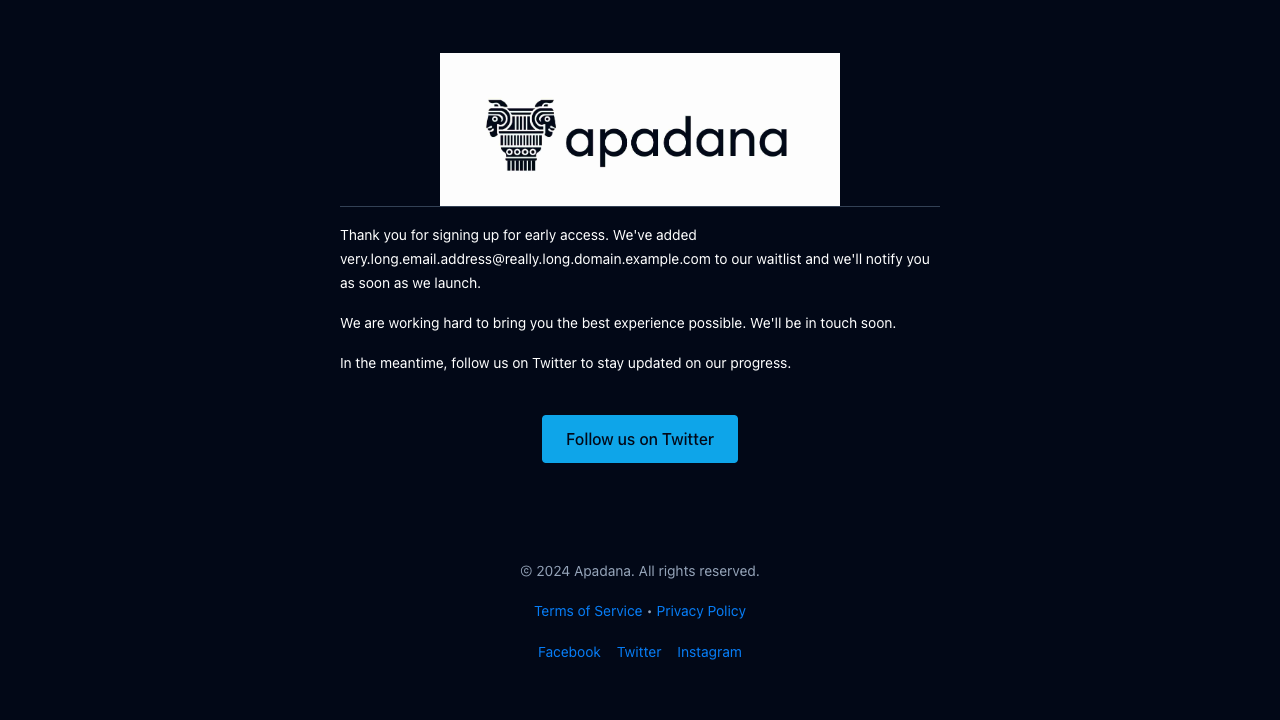 apadana
Thank you for signing up for early access. We've added
very.long.email.address@really.long.domain.example.com to our waitlist and we'll notify you
as soon as we launch.
We are working hard to bring you the best experience possible. We'll be in touch soon.
In the meantime, follow us on Twitter to stay updated on our progress.
Follow us on Twitter
© 2024 Apadana. All rights reserved.
Terms of Service • Privacy Policy
Facebook Twitter Instagram